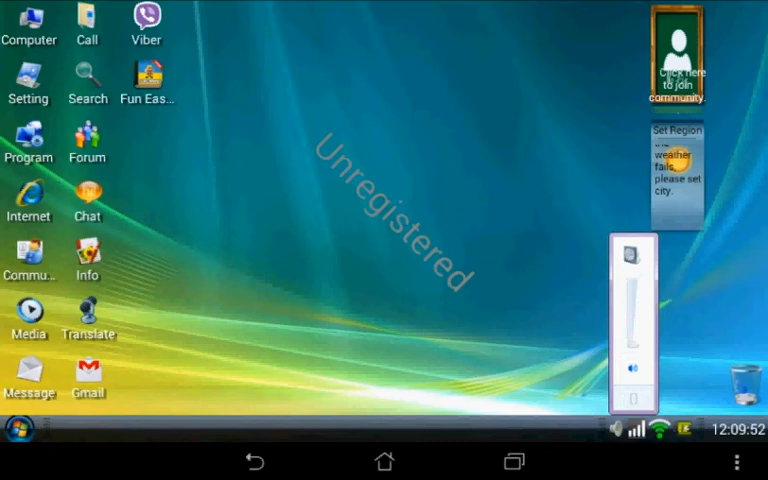 Computer
Call
Viber
Setting
Search
Fun Eas...
Program
Forum
Internet
Chat
Commu...
Info
Media
Translate
Message
Gmail
Unregistered
Click here
to join
community.
Set Region
weather
fails,
please set
city.
12:09:52